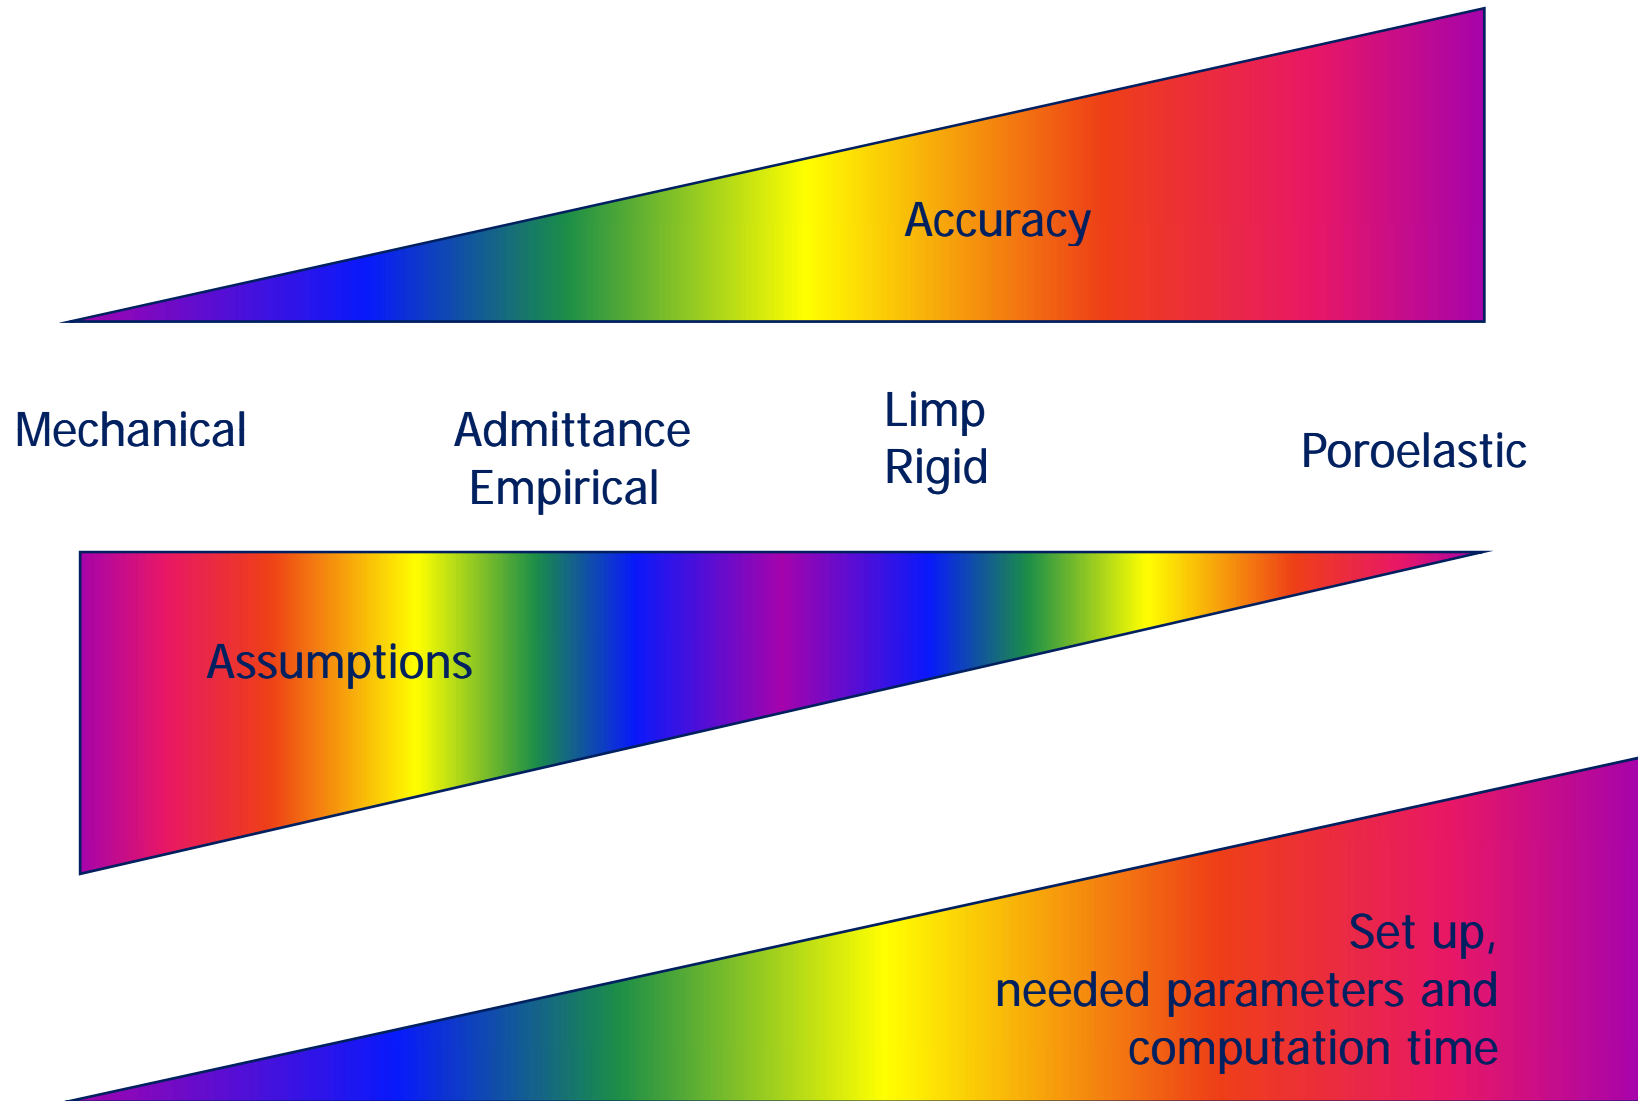 Accuracy
Mechanical
Admittance
Empirical
Limp
Rigid
Poroelastic
Assumptions
Set up,
needed parameters and
computation time